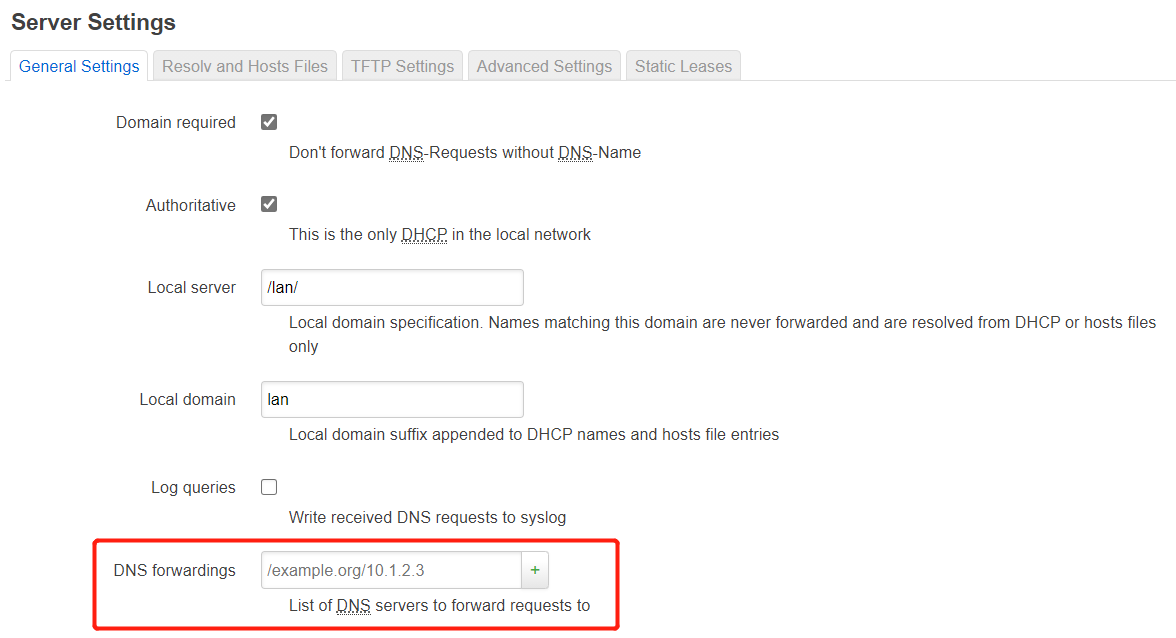 Server Settings
General Settings
Resolv and Hosts Files
TFTP Settings
Advanced Settings
Static Leases
Domain required
Don't forward DNS-Requests without DNS-Name
Authoritative
This is the only DHCP in the local network
Local server
/lan/
Local domain specification. Names matching this domain are never forwarded and are resolved from DHCP or hosts files
only
Local domain
lan
Local domain suffix appended to DHCP names and hosts file entries
Log queries
Write received DNS requests to syslog
DNS forwardings
/example.org/10.1.2.3
+
List of DNS servers to forward requests to